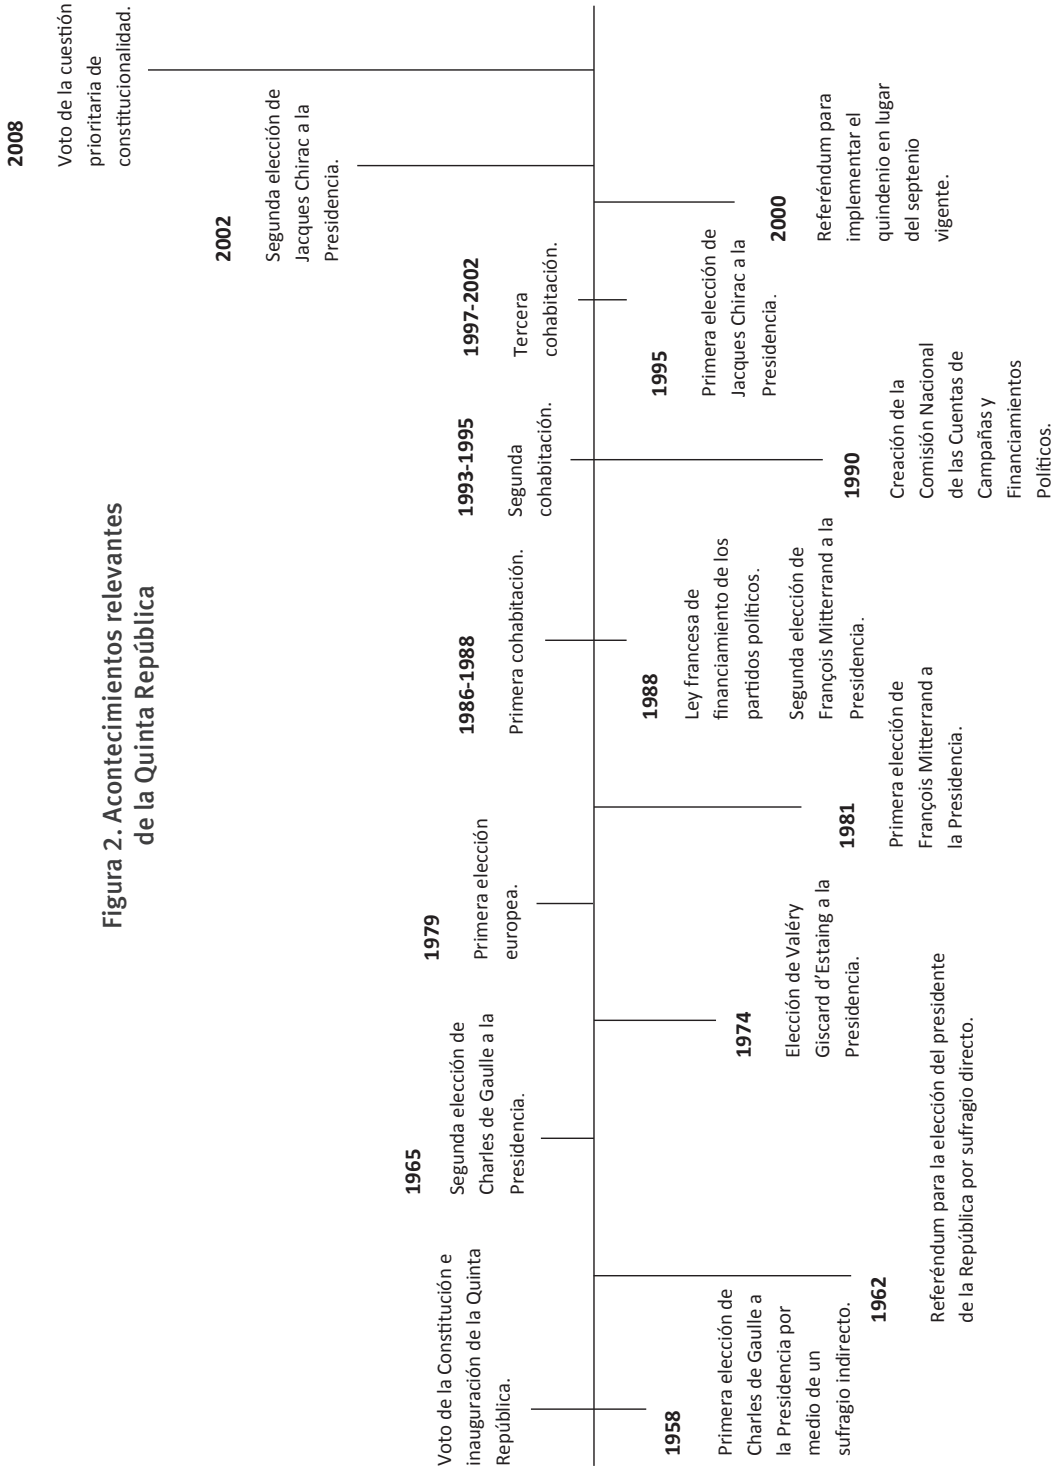 Figura 2. Acontecimientos relevantes
de la Quinta República
Voto de la Constitución e
inauguración de la Quinta
República.
1958
Primera elección de
Charles de Gaulle a
la Presidencia por
medio de un
sufragio indirecto.
1962
Referéndum para la elección del presidente
de la República por sufragio directo.
1965
Segunda elección de
Charles de Gaulle a la
Presidencia.
1974
Elección de Valéry
Giscard d’Estaing a la
Presidencia.
1979
Primera elección
europea.
1981
Primera elección de
François Mitterrand a
la Presidencia.
1986-1988
Primera cohabitación.
1988
Ley francesa de
financiamiento de los
partidos políticos.
Segunda elección de
François Mitterrand a la
Presidencia.
1993-1995
Segunda
cohabitación.
1990
Creación de la
Comisión Nacional
de las Cuentas de
Campañas y
Financiamientos
Políticos.
1997-2002
Tercera
cohabitación.
1995
Primera elección de
Jacques Chirac a la
Presidencia.
2000
Referéndum para
implementar el
quindenio en lugar
del septenio
vigente.
2002
Segunda elección de
Jacques Chirac a la
Presidencia.
2008
Voto de la cuestión
prioritaria de
constitucionalidad.